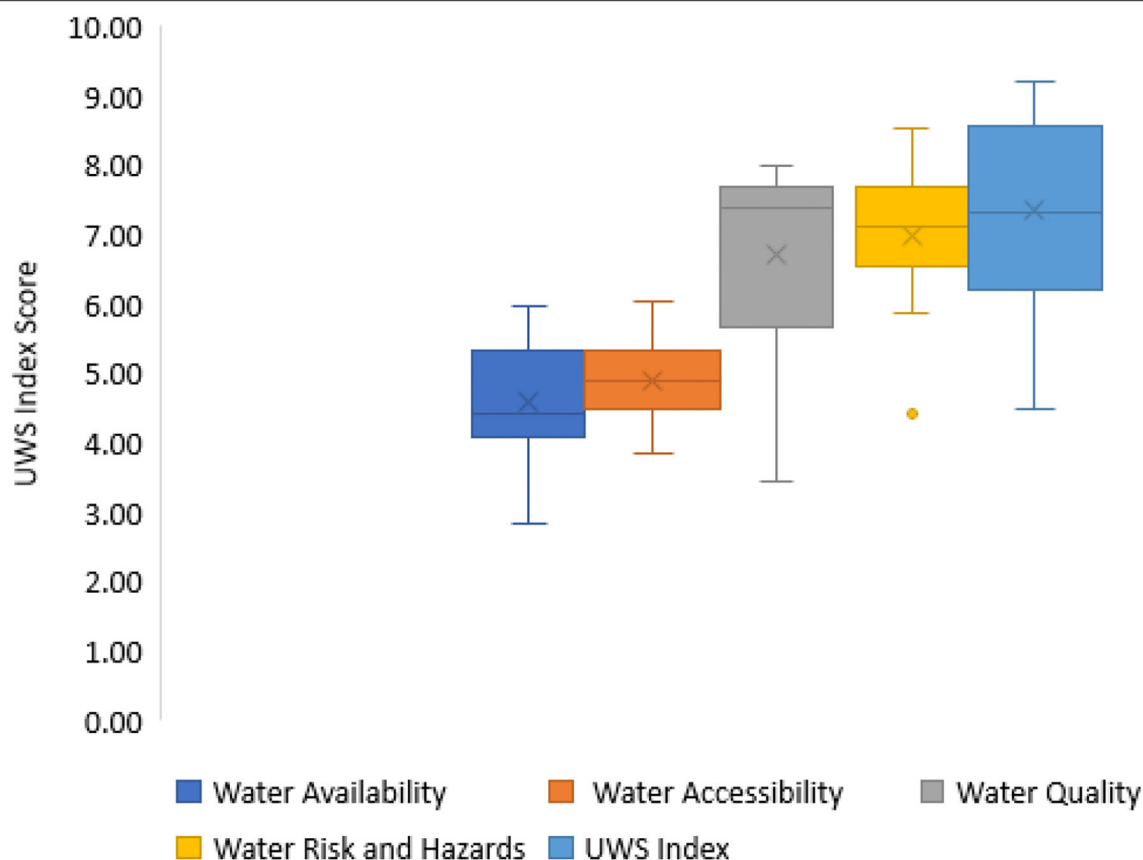 10.00
9.00
8.00
7.00
6.00
5.00
4.00
3.00
2.00
1.00
0.00
UWS Index Score
Water Availability
Water Accessibility
Water Quality
Water Risk and Hazards
UWS Index